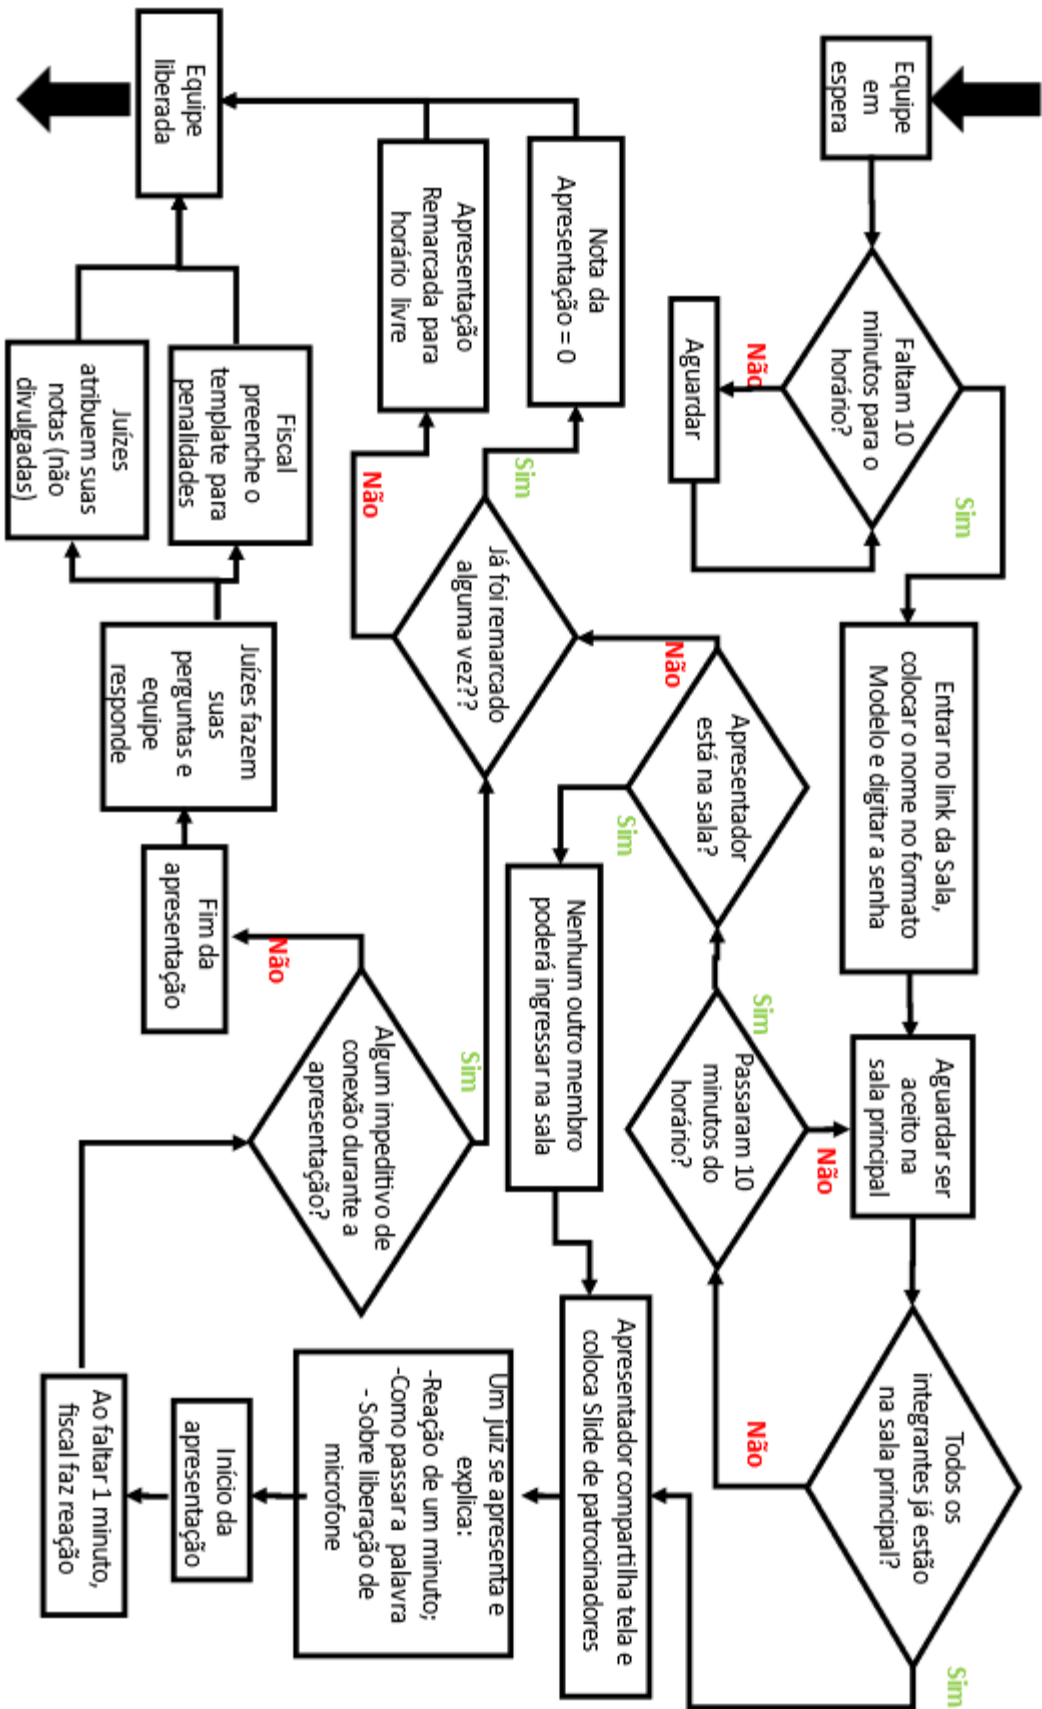 Equipe
em
espera
Faltam 10
minutos para o
horário?
Não
Aguardar
Sim
Entrar no link da Sala,
colocar o nome no formato
Modelo e digitar a senha
Aguardar ser
aceito na
sala principal
Todos os
integrantes já estão
na sala principal?
Sim
Não
Passaram 10
minutos do
horário?
Não
Sim
Apresentador
está na sala?
Não
Sim
Nenhum outro membro
poderá ingressar na sala
Já foi remarcado
alguma vez??
Sim
Não
Nota da
Apresentação = 0
Apresentação
Remarcada para
horário livre
Equipe
liberada
Apresentador compartilha tela e
coloca Slide de patrocinadores
Um juiz se apresenta e
explica:
-Reação de um minuto;
-Como passar a palavra
- Sobre liberação de
microfone
Início da
apresentação
Ao faltar 1 minuto,
fiscal faz reação
Algum impeditivo de
conexão durante a
apresentação?
Sim
Não
Fim da
apresentação
Juízes fazem
suas
perguntas e
equipe
responde
Fiscal
preenche o
template para
penalidades
Juízes
atribuem suas
notas (não
divulgadas)